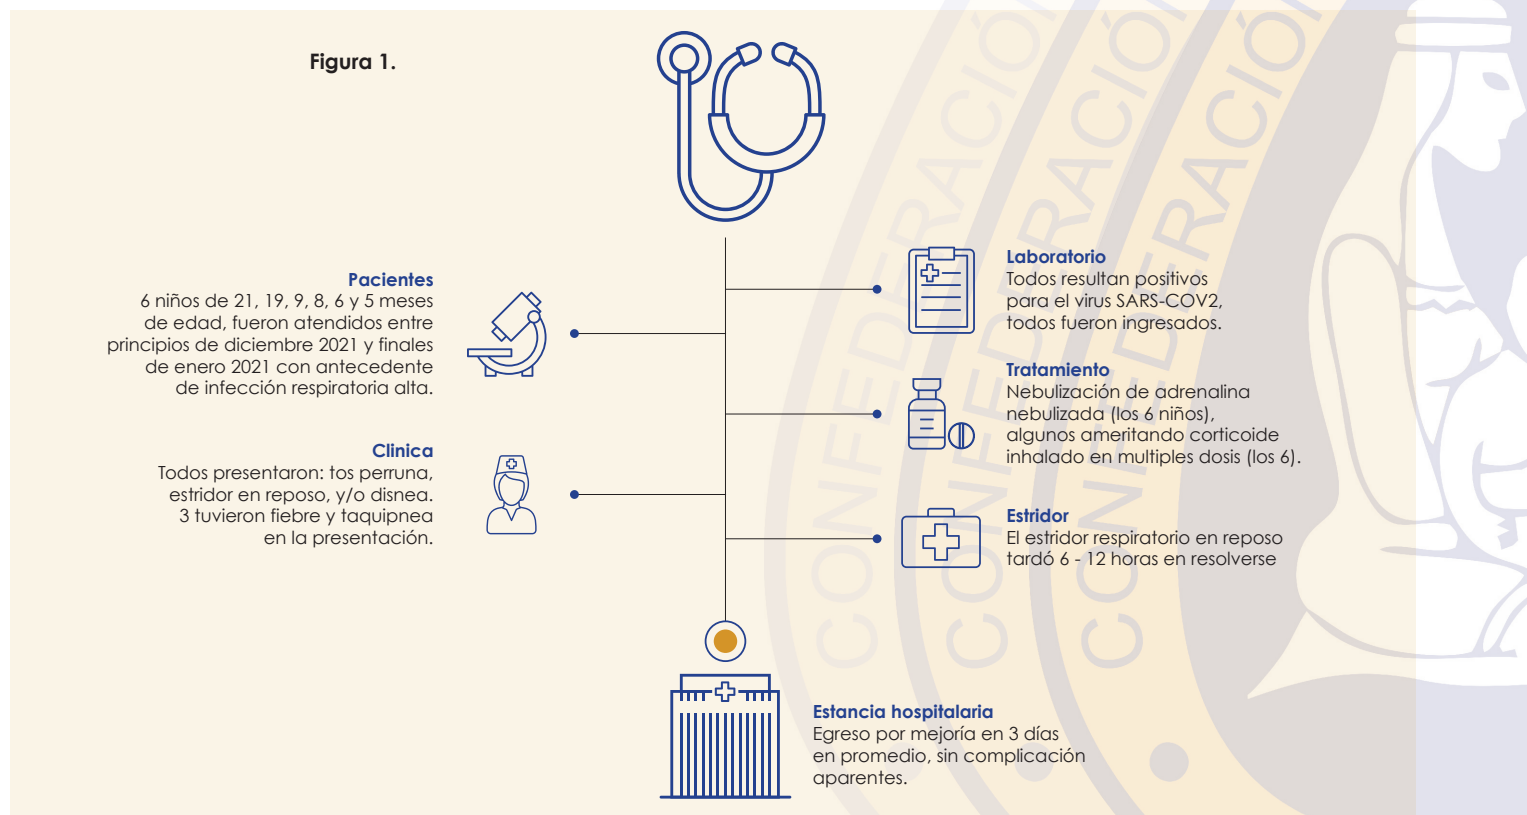 Figura 1.
Pacientes
6 niños de 21, 19, 9, 8, 6 y 5 meses
de edad, fueron atendidos entre
principios de diciembre 2021 y finales
de enero 2021 con antecedente
de infección respiratoria alta.
Clinica
Todos presentaron: tos perruna,
estridor en reposo, y/o disnea.
3 tuvieron fiebre y taquipnea
en la presentación.
Laboratorio
Todos resultan positivos
para el virus SARS-COV2,
todos fueron ingresados.
Tratamiento
Nebulización de adrenalina
nebulizada (los 6 niños),
algunos ameritando corticoide
inhalado en multiples dosis (los 6).
Estridor
El estridor respiratorio en reposo
tardó 6 - 12 horas en resolverse
Estancia hospitalaria
Egreso por mejoría en 3 días
en promedio, sin complicación
aparentes.
CONFEDERACIÓN
CONFEDERACIÓN
CONFEDERACIÓN